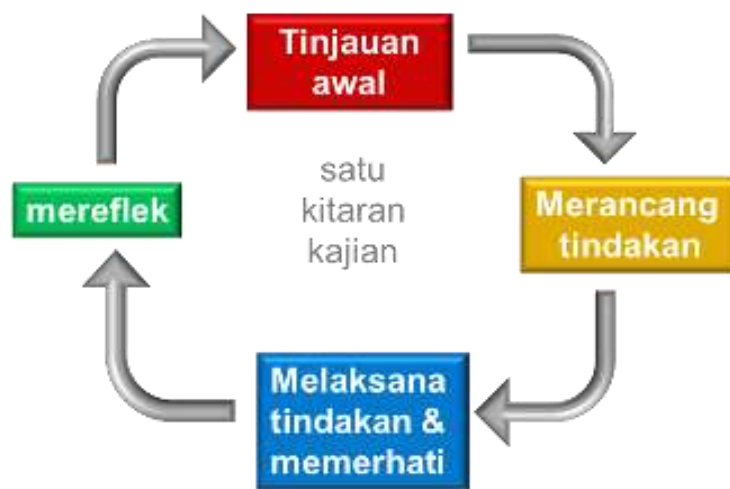 Tinjauan
awal
Merancang
tindakan
Melaksana
tindakan &
memerhati
mereflek
satu
kitaran
kajian